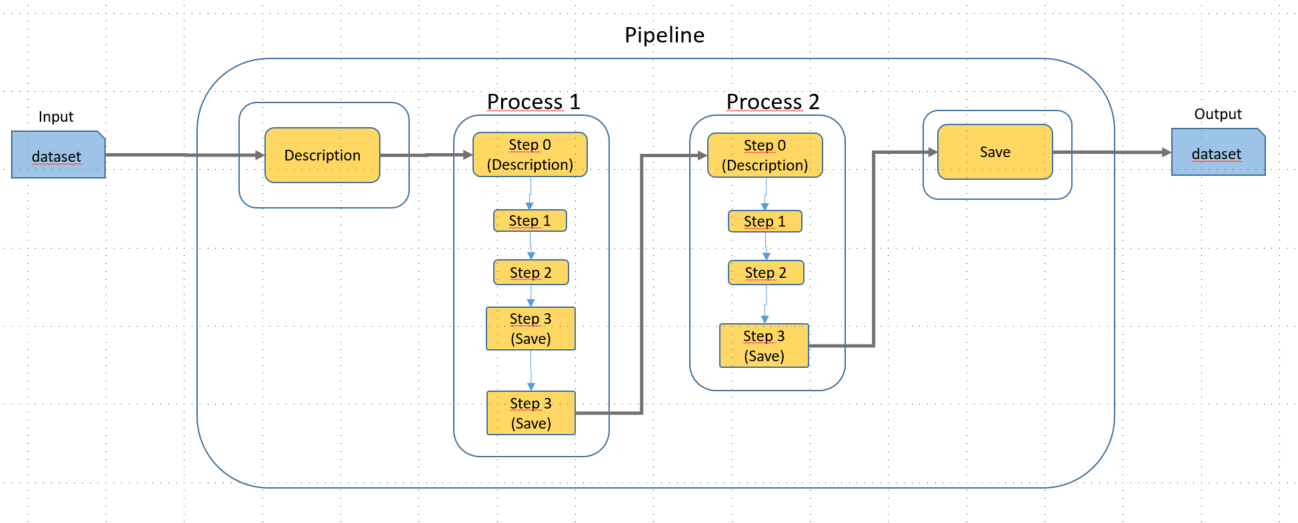 Pipeline
Input
dataset
Description
Process 1
Step 0
(Description)
Step 1
Step 2
Step 3
(Save)
Step 3
(Save)
Process 2
Step 0
(Description)
Step 1
Step 2
Step 3
(Save)
Save
Output
dataset